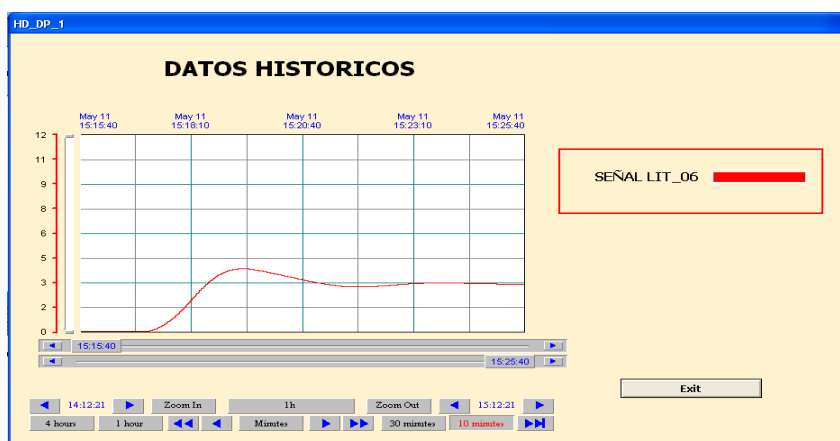 HD_DP_1
DATOS HISTORICOS
May 11 May 11 May 11 May 11 May 11
15:15:40 15:18:10 15:20:40 15:23:10 15:25:40
12
11
9
8
6
5
3
2
0
SEÑAL LIT_06
15:15:40
15:25:40
Exit
14:12:21 Zoom In 1h Zoom Out 15:12:21
4 hours 1 hour Minutes 30 minutes 10 minutes